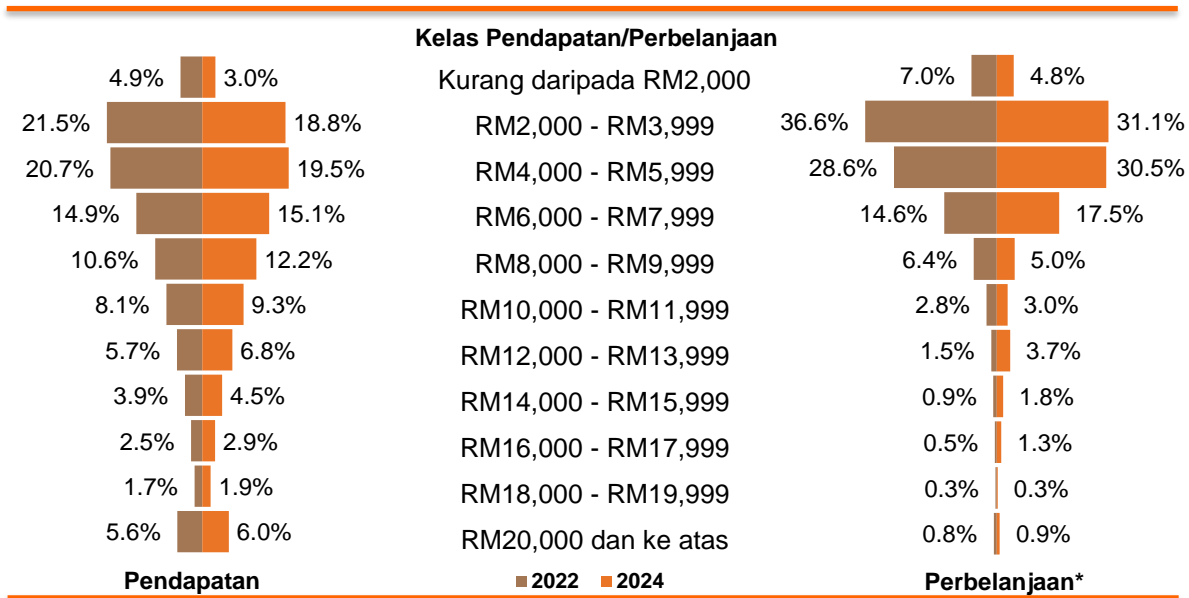 Kelas Pendapatan/Perbelanjaan
4.9% 3.0% Kurang daripada RM2,000 7.0% 4.8%
21.5% 18.8% RM2,000 - RM3,999 36.6% 31.1%
20.7% 19.5% RM4,000 - RM5,999 28.6% 30.5%
14.9% 15.1% RM6,000 - RM7,999 14.6% 17.5%
10.6% 12.2% RM8,000 - RM9,999 6.4% 5.0%
8.1% 9.3% RM10,000 - RM11,999 2.8% 3.0%
5.7% 6.8% RM12,000 - RM13,999 1.5% 3.7%
3.9% 4.5% RM14,000 - RM15,999 0.9% 1.8%
2.5% 2.9% RM16,000 - RM17,999 0.5% 1.3%
1.7% 1.9% RM18,000 - RM19,999 0.3% 0.3%
5.6% 6.0% RM20,000 dan ke atas 0.8% 0.9%
Pendapatan 2022 2024 Perbelanjaan*